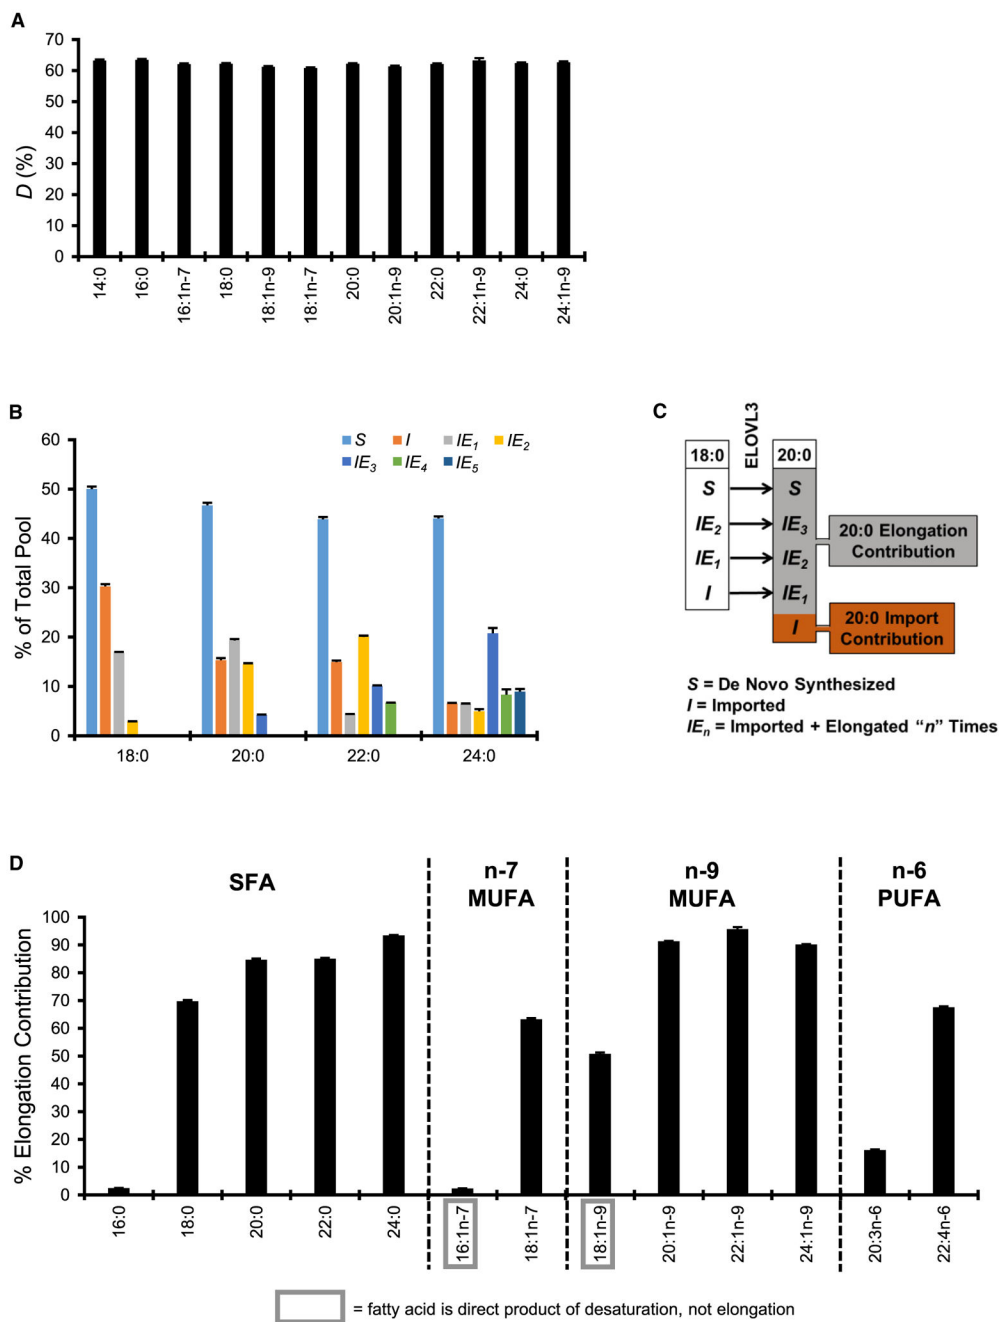 A
70
60
50
40
30
20
10
0
D (%)
14:0
16:0
16:1n-7
18:0
18:1n-9
18:1n-7
20:0
20:1n-9
22:0
22:1n-9
24:0
24:1n-9
B
60
50
40
30
20
10
0
% of Total Pool
S I IE1 IE2
IE3 IE4 IE5
18:0 20:0 22:0 24:0
C
ELOVL3
18:0 20:0
S S
IE2 IE3
IE1 IE2
I IE1
I
20:0 Elongation
Contribution
20:0 Import
Contribution
S = De Novo Synthesized
I = Imported
IEn = Imported + Elongated “n” Times
D
SFA
n-7
MUFA
n-9
MUFA
n-6
PUFA
100
90
80
70
60
50
40
30
20
10
0
% Elongation Contribution
16:0
18:0
20:0
22:0
24:0
16:1n-7
18:1n-7
18:1n-9
20:1n-9
22:1n-9
24:1n-9
20:3n-6
22:4n-6
= fatty acid is direct product of desaturation, not elongation